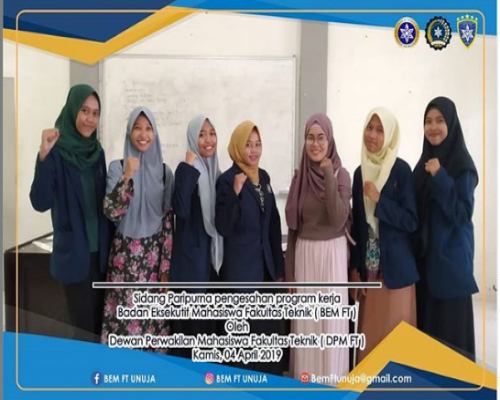 Sidang Paripurna pengesahan program kerja
Badan Eksekutif Mahasiswa Fakultas Teknik ( BEM FT )
Oleh
Dewan Perwakilan Mahasiswa Fakultas Teknik ( DPM FT )
Kamis, 04 April 2019
BEM FT UNUJA BEM FT UNUJA Bemftunuja@gmail.com